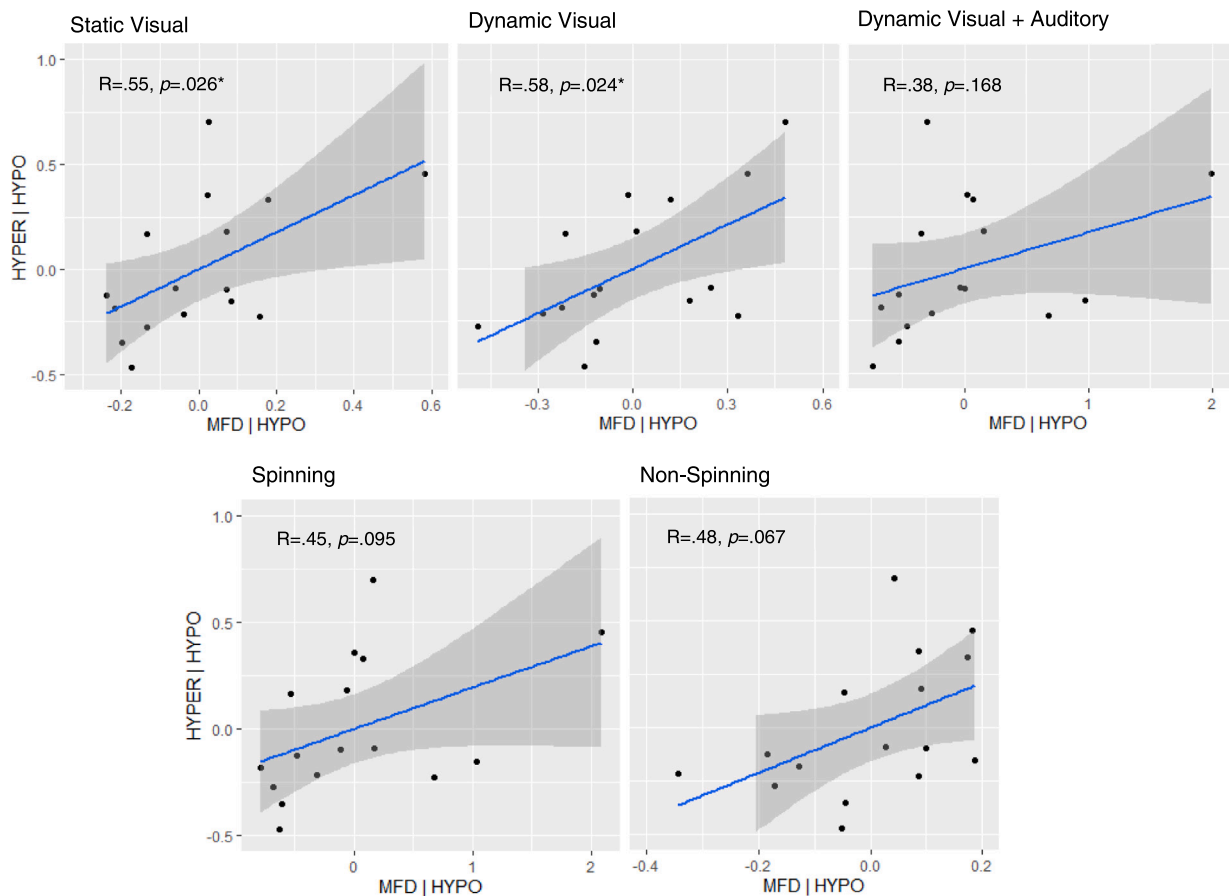 Static Visual
Dynamic Visual
Dynamic Visual + Auditory
R=.55, p=.026*
R=.58, p=.024*
R=.38, p=.168
1.0
0.5
0.0
-0.5
HYPER | HYPO
-0.2 0.0 0.2 0.4 0.6
-0.3 0.0 0.3 0.6
0 1 2
MFD | HYPO
MFD | HYPO
MFD | HYPO
Spinning
Non-Spinning
R=.45, p=.095
R=.48, p=.067
1.0
0.5
0.0
-0.5
HYPER | HYPO
0 1 2
-0.4 -0.2 0.0 0.2
MFD | HYPO
MFD | HYPO